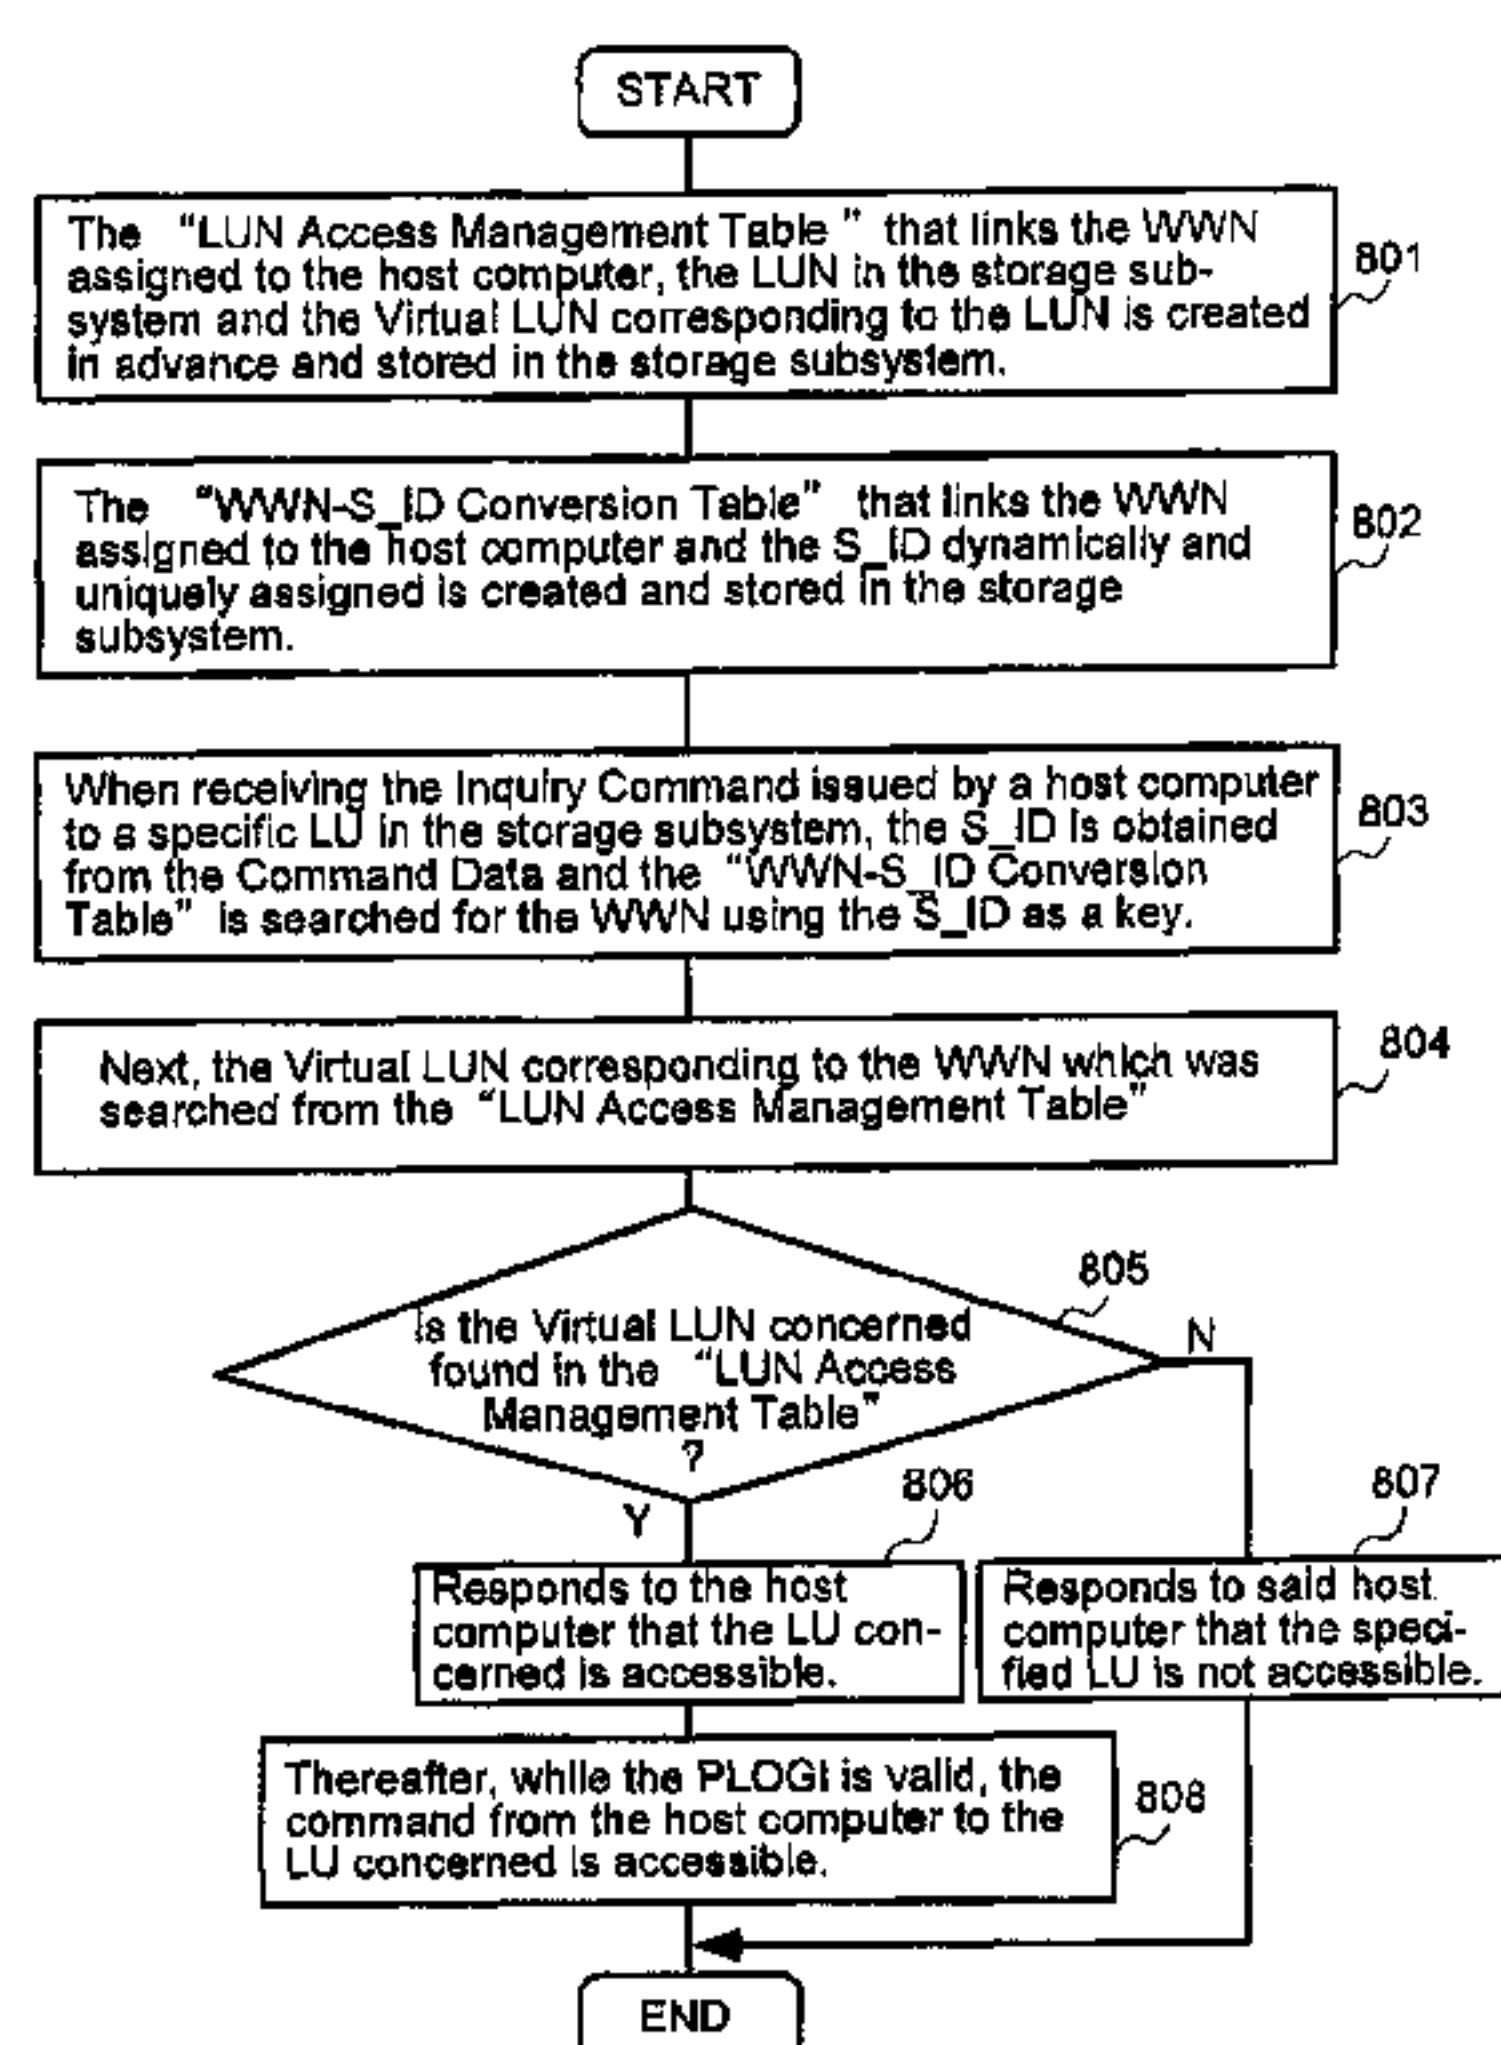 START
The “LUN Access Management Table ” that links the WWN
assigned to the host computer, the LUN in the storage sub-
system and the Virtual LUN corresponding to the LUN is created
in advance and stored in the storage subsystem.
801
The “WWN-S_ID Conversion Table” that links the WWN
assigned to the host computer and the S_ID dynamically and
uniquely assigned is created and stored in the storage
subsystem.
802
When receiving the Inquiry Command issued by a host computer
to a specific LU in the storage subsystem, the S_ID is obtained
from the Command Data and the “WWN-S_ID Conversion
Table” is searched for the WWN using the S_ID as a key.
803
Next, the Virtual LUN corresponding to the WWN which was
searched from the “LUN Access Management Table”
804
Is the Virtual LUN concerned
found in the “LUN Access
Management Table”
?
805
N
Y
806
Responds to the host
computer that the LU con-
cerned is accessible.
807
Responds to said host
computer that the speci-
fied LU is not accessible.
Thereafter, while the PLOGI is valid, the
command from the host computer to the
LU concerned is accessible.
808
END